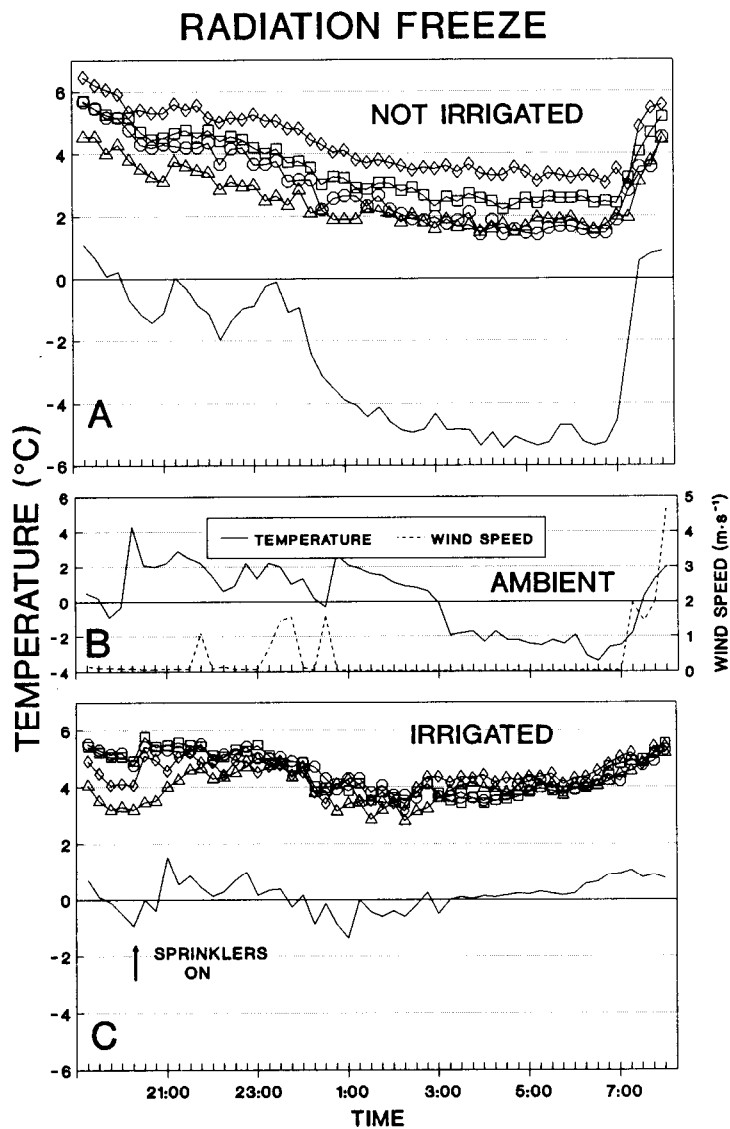 RADIATION FREEZE
NOT IRRIGATED
6
4
2
0
-2
-4
-6
A
TEMPERATURE (°C)
6
4
2
0
-2
-4
TEMPERATURE
WIND SPEED
AMBIENT
B
5
4
3
2
1
0
WIND SPEED (m·s⁻¹)
IRRIGATED
6
4
2
0
-2
-4
-6
SPRINKLERS
ON
C
21:00 23:00 1:00 3:00 5:00 7:00
TIME